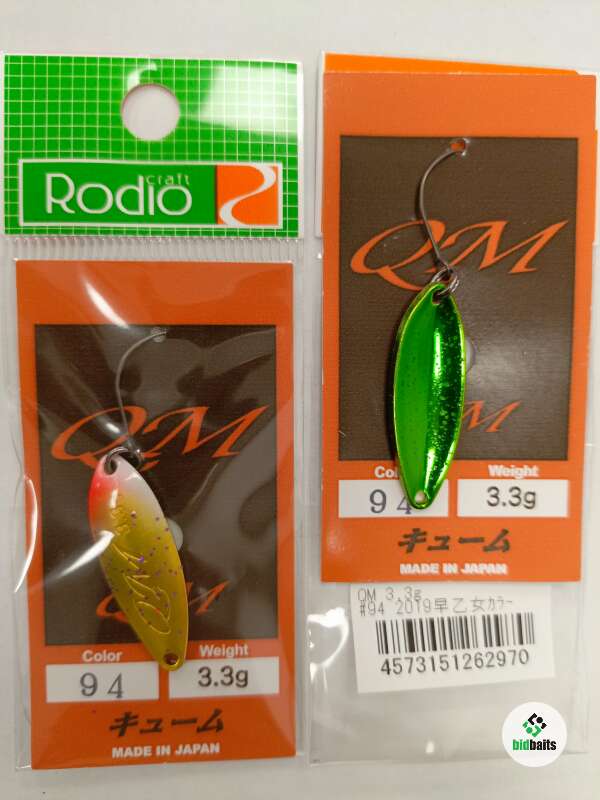 craft
Rodio
QM
QM
QM
Color
Weight
94
3.3g
キューム
MADE IN JAPAN
QM
QM
Color
Weight
94
3.3g
キューム
MADE IN JAPAN
QM 3.3g
#94 2019早乙女ｶﾗｰ
4573151262970
bidbaits